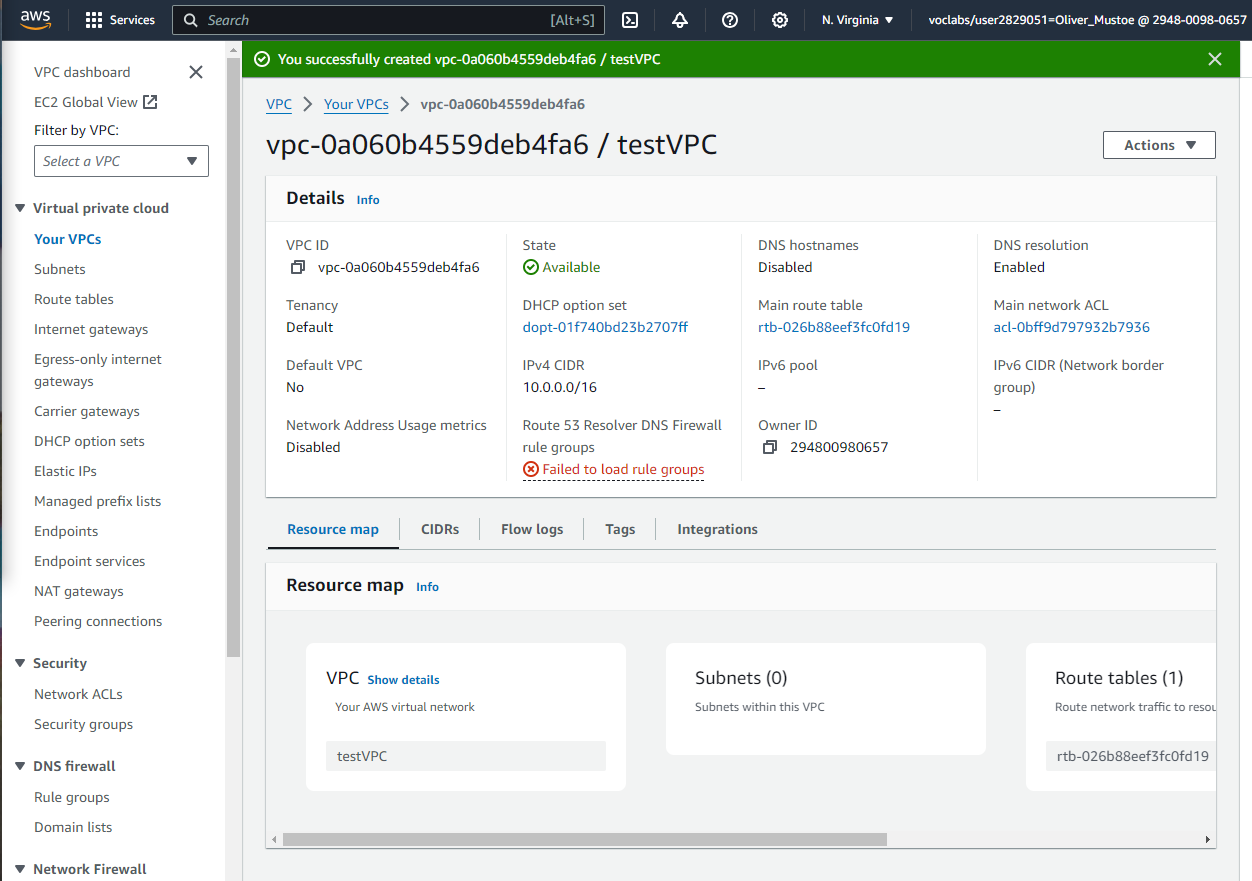 aws
Services
Search [Alt+S]
N. Virginia
voclabs/user2829051=Oliver_Mustoe @ 2948-0098-0657
VPC dashboard
EC2 Global View
Filter by VPC:
Select a VPC
Virtual private cloud
Your VPCs
Subnets
Route tables
Internet gateways
Egress-only internet
gateways
Carrier gateways
DHCP option sets
Elastic IPs
Managed prefix lists
Endpoints
Endpoint services
NAT gateways
Peering connections
Security
Network ACLs
Security groups
DNS firewall
Rule groups
Domain lists
Network Firewall
You successfully created vpc-0a060b4559deb4fa6 / testVPC
VPC
Your VPCs
vpc-0a060b4559deb4fa6
vpc-0a060b4559deb4fa6 / testVPC
Actions
Details Info
VPC ID
vpc-0a060b4559deb4fa6
State
Available
DNS hostnames
Disabled
DNS resolution
Enabled
Tenancy
Default
DHCP option set
dopt-01f740bd23b2707ff
Main route table
rtb-026b88eef3fc0fd19
Main network ACL
acl-0bff9d797932b7936
Default VPC
No
IPv4 CIDR
10.0.0.0/16
IPv6 pool
–
IPv6 CIDR (Network border
group)
–
Network Address Usage metrics
Disabled
Route 53 Resolver DNS Firewall
rule groups
Failed to load rule groups
Owner ID
294800980657
Resource map
CIDRs
Flow logs
Tags
Integrations
Resource map Info
VPC Show details
Your AWS virtual network
testVPC
Subnets (0)
Subnets within this VPC
Route tables (1)
Route network traffic to resou
rtb-026b88eef3fc0fd19